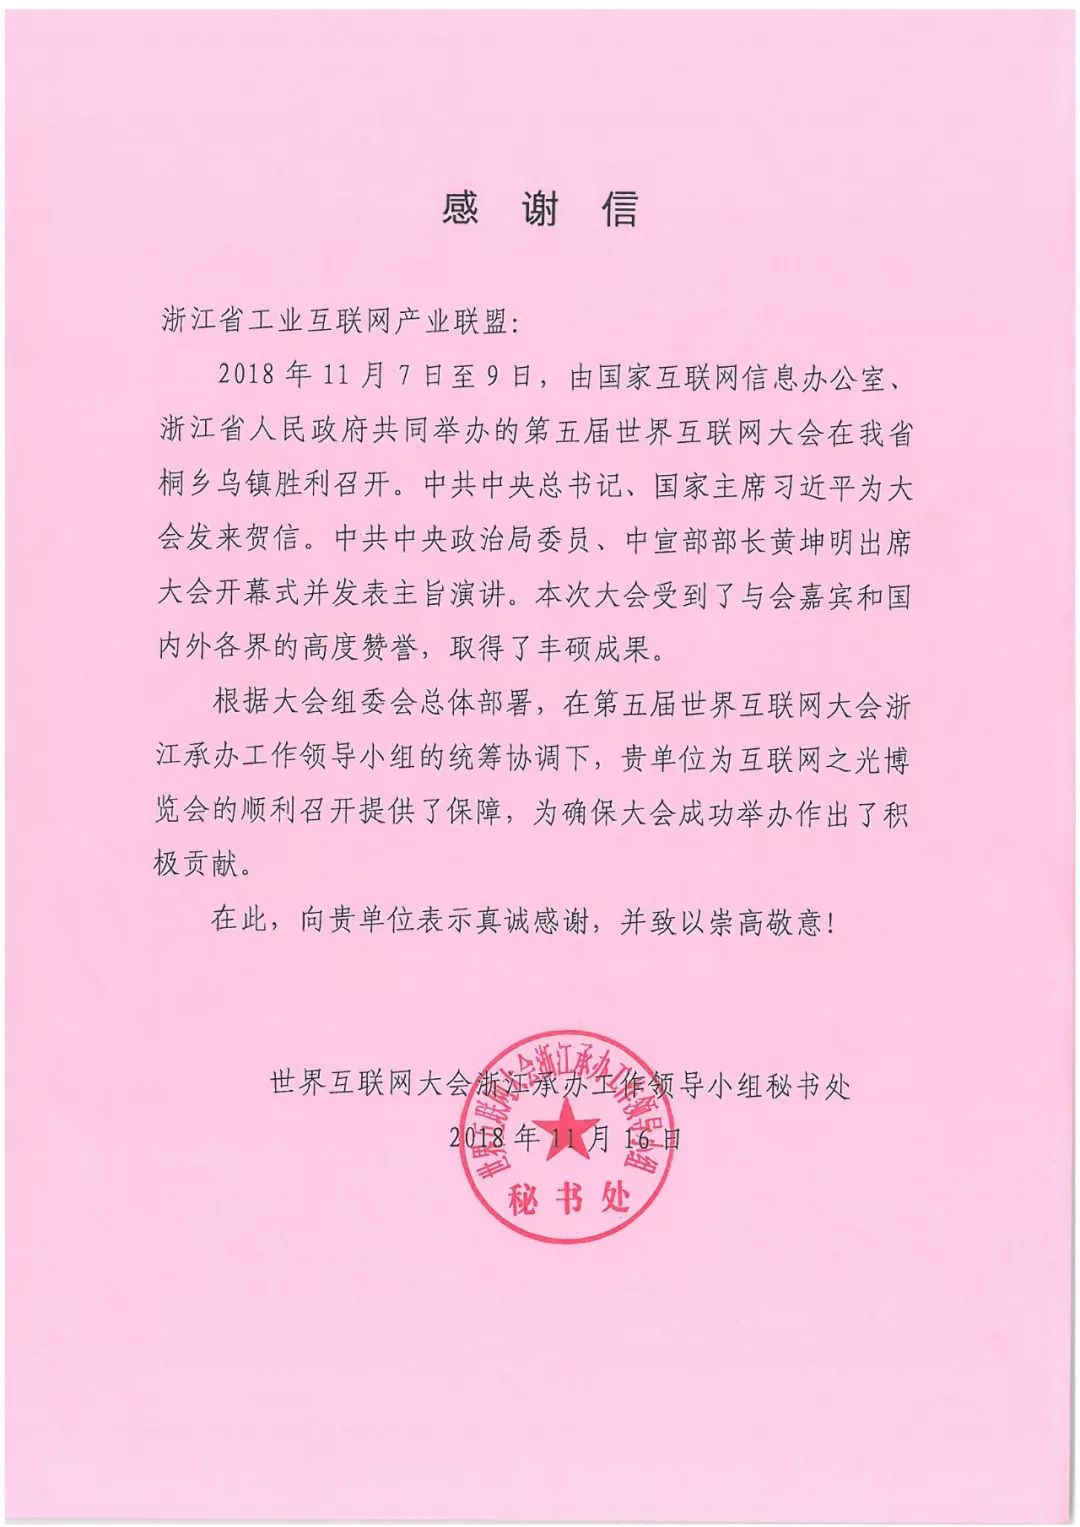 感谢信
浙江省工业互联网产业联盟：
2018年11月7日至9日，由国家互联网信息办公室、
浙江省人民政府共同举办的第五届世界互联网大会在我省
桐乡乌镇胜利召开。中共中央总书记、国家主席习近平为大
会发来贺信。中共中央政治局委员、中宣部部长黄坤明出席
大会开幕式并发表主旨演讲。本次大会受到了与会嘉宾和国
内外各界的高度赞誉，取得了丰硕成果。
根据大会组委会总体部署，在第五届世界互联网大会浙
江承办工作领导小组的统筹协调下，贵单位为互联网之光博
览会的顺利召开提供了保障，为确保大会成功举办作出了积
极贡献。
在此，向贵单位表示真诚感谢，并致以崇高敬意！
世界互联网大会浙江承办工作领导小组秘书处
2018年11月16日
世界互联网大会浙江承办工作领导小组
秘书处